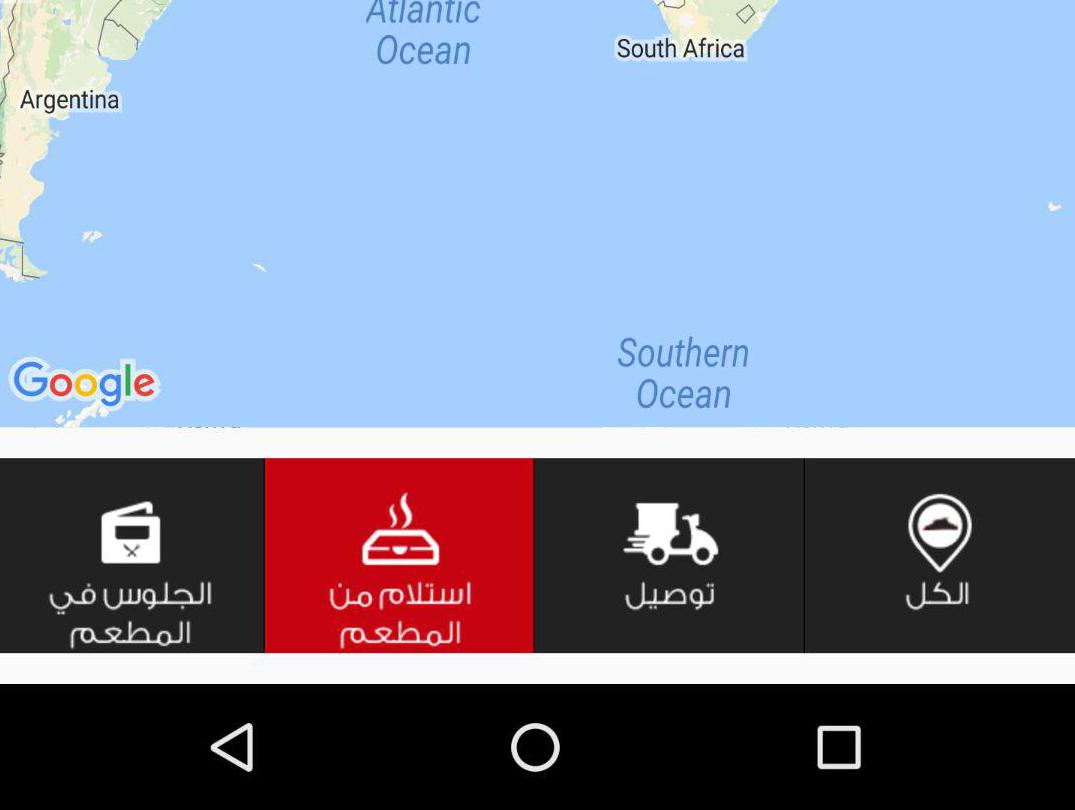 Atlantic
Ocean
South Africa
Argentina
Southern
Ocean
Google
الكل
توصيل
استلام من
المطعم
الجلوس في
المطعم